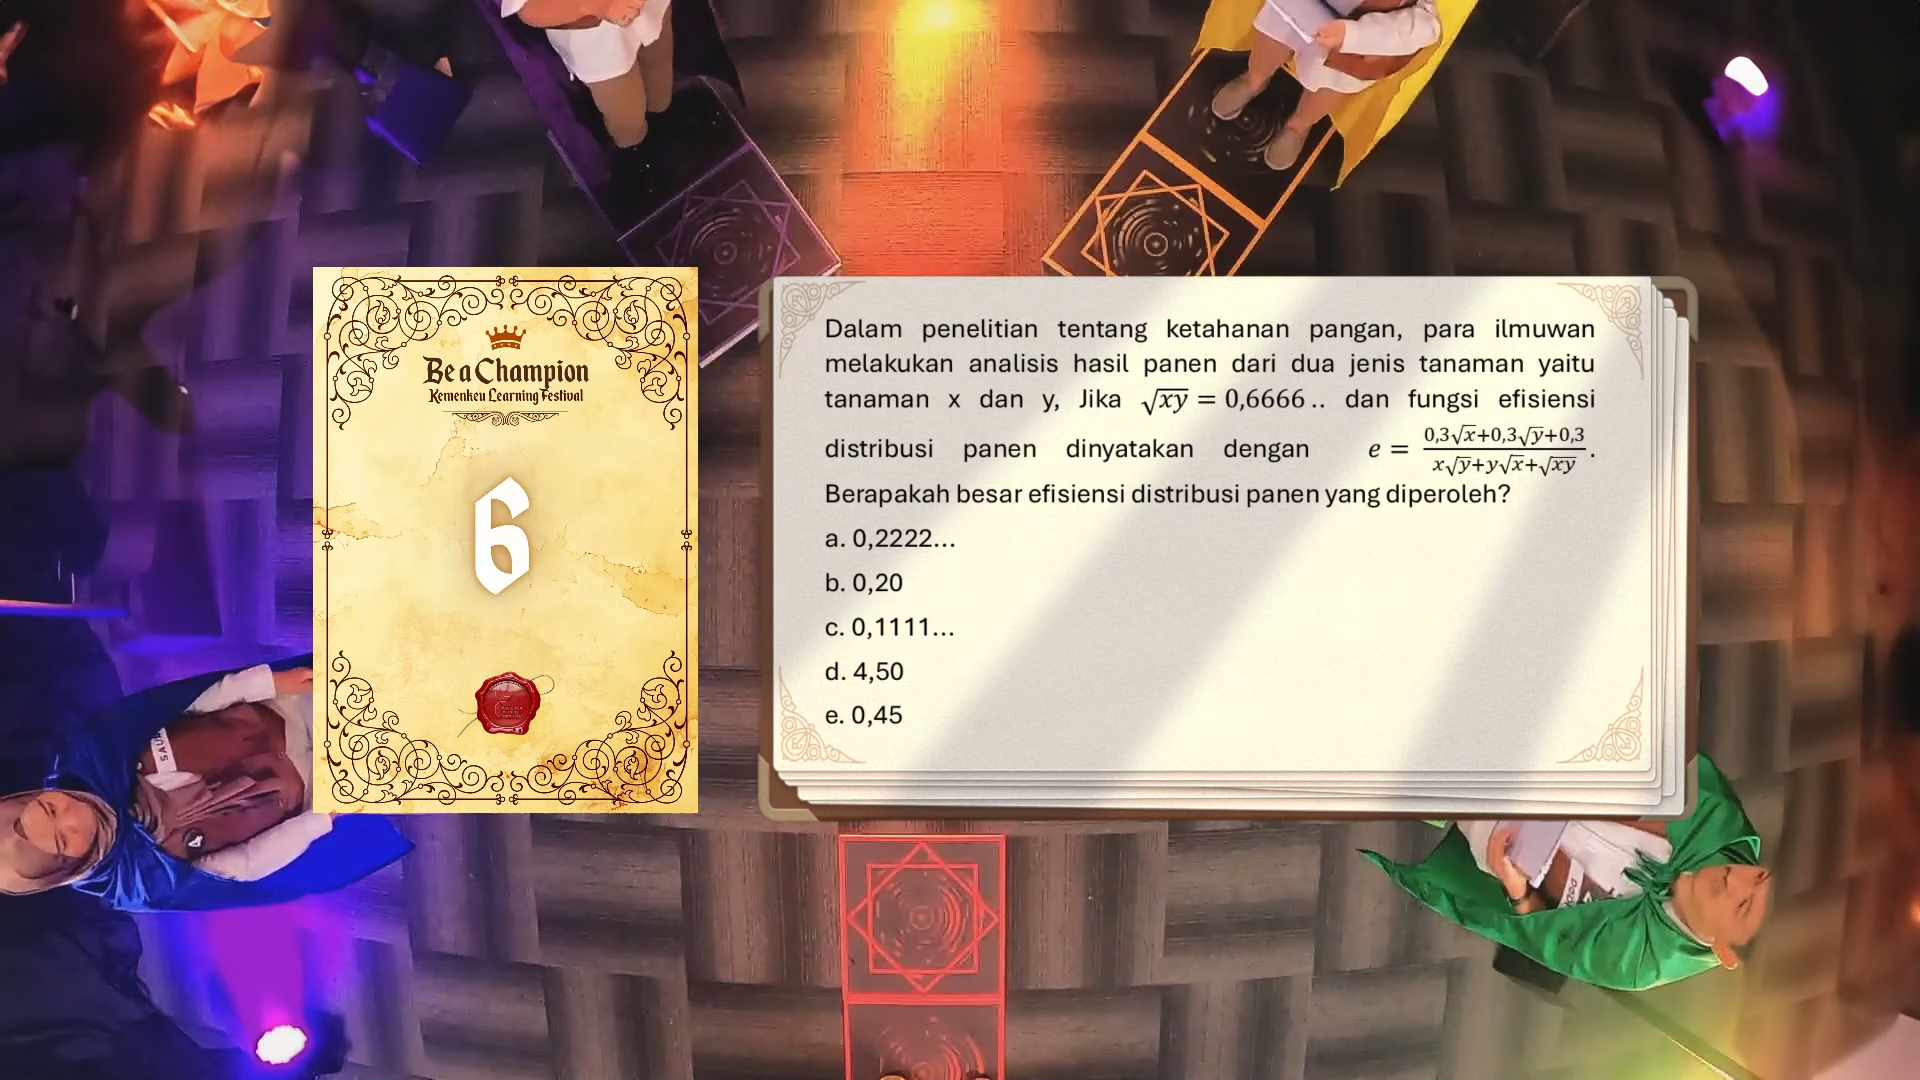 Be a Champion
Kemenkeu Learning Festival
6
Dalam penelitian tentang ketahanan pangan, para ilmuwan
melakukan analisis hasil panen dari dua jenis tanaman yaitu
tanaman x dan y, Jika √xy = 0,6666 .. dan fungsi efisiensi
distribusi panen dinyatakan dengan e = (0,3√x+0,3√y+0,3)/(x√y+y√x+√xy).
Berapakah besar efisiensi distribusi panen yang diperoleh?
a. 0,2222...
b. 0,20
c. 0,1111...
d. 4,50
e. 0,45